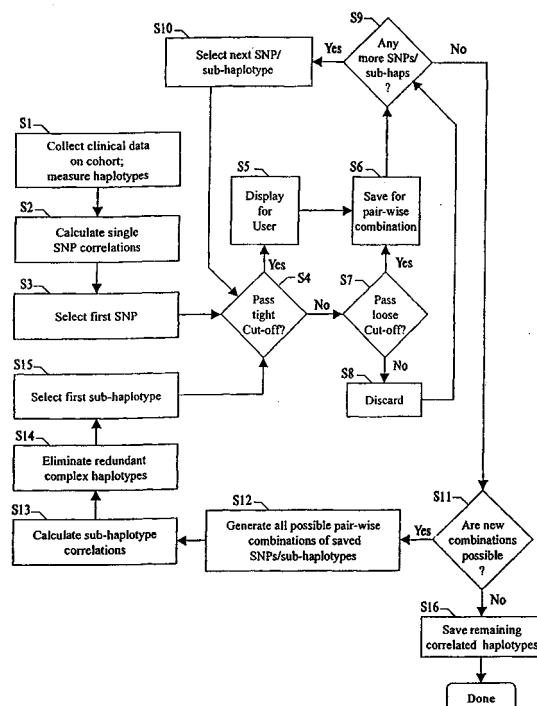 S1
Collect clinical data
on cohort;
measure haplotypes
S2
Calculate single
SNP correlations
S3
Select first SNP
S4
Pass
tight
Cut-off?
Yes
No
S5
Display
for
User
S6
Save for
pair-wise
combination
S7
Pass
loose
Cut-off?
Yes
No
S8
Discard
S9
Any
more SNPs/
sub-haps
?
Yes
No
S10
Select next SNP/
sub-haplotype
S11
Are new
combinations
possible
?
Yes
No
S12
Generate all possible pair-wise
combinations of saved
SNPs/sub-haplotypes
S13
Calculate sub-haplotype
correlations
S14
Eliminate redundant
complex haplotypes
S15
Select first sub-haplotype
S16
Save remaining
correlated haplotypes
Done